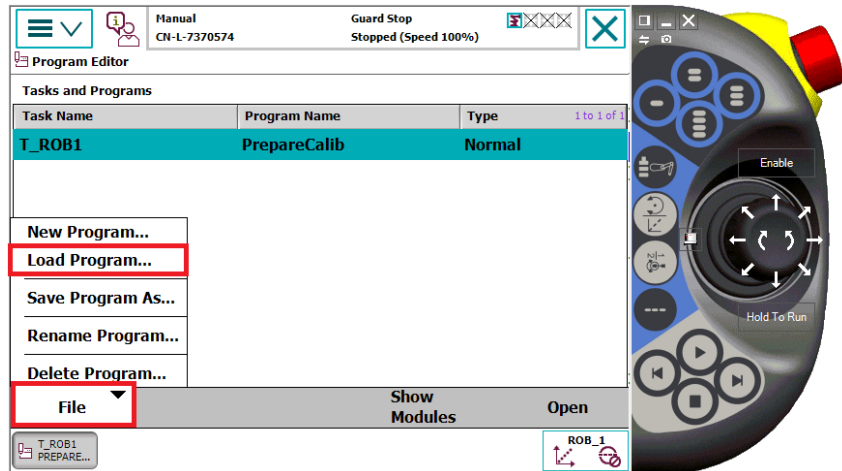 Manual
CN-L-7370574
Guard Stop
Stopped (Speed 100%)
Program Editor
Tasks and Programs
Task Name Program Name Type 1 to 1 of 1
T_ROB1 PrepareCalib Normal
New Program...
Load Program...
Save Program As...
Rename Program...
Delete Program...
File
Show
Modules
Open
T_ROB1
PREPARE...
ROB_1
Enable
Hold To Run